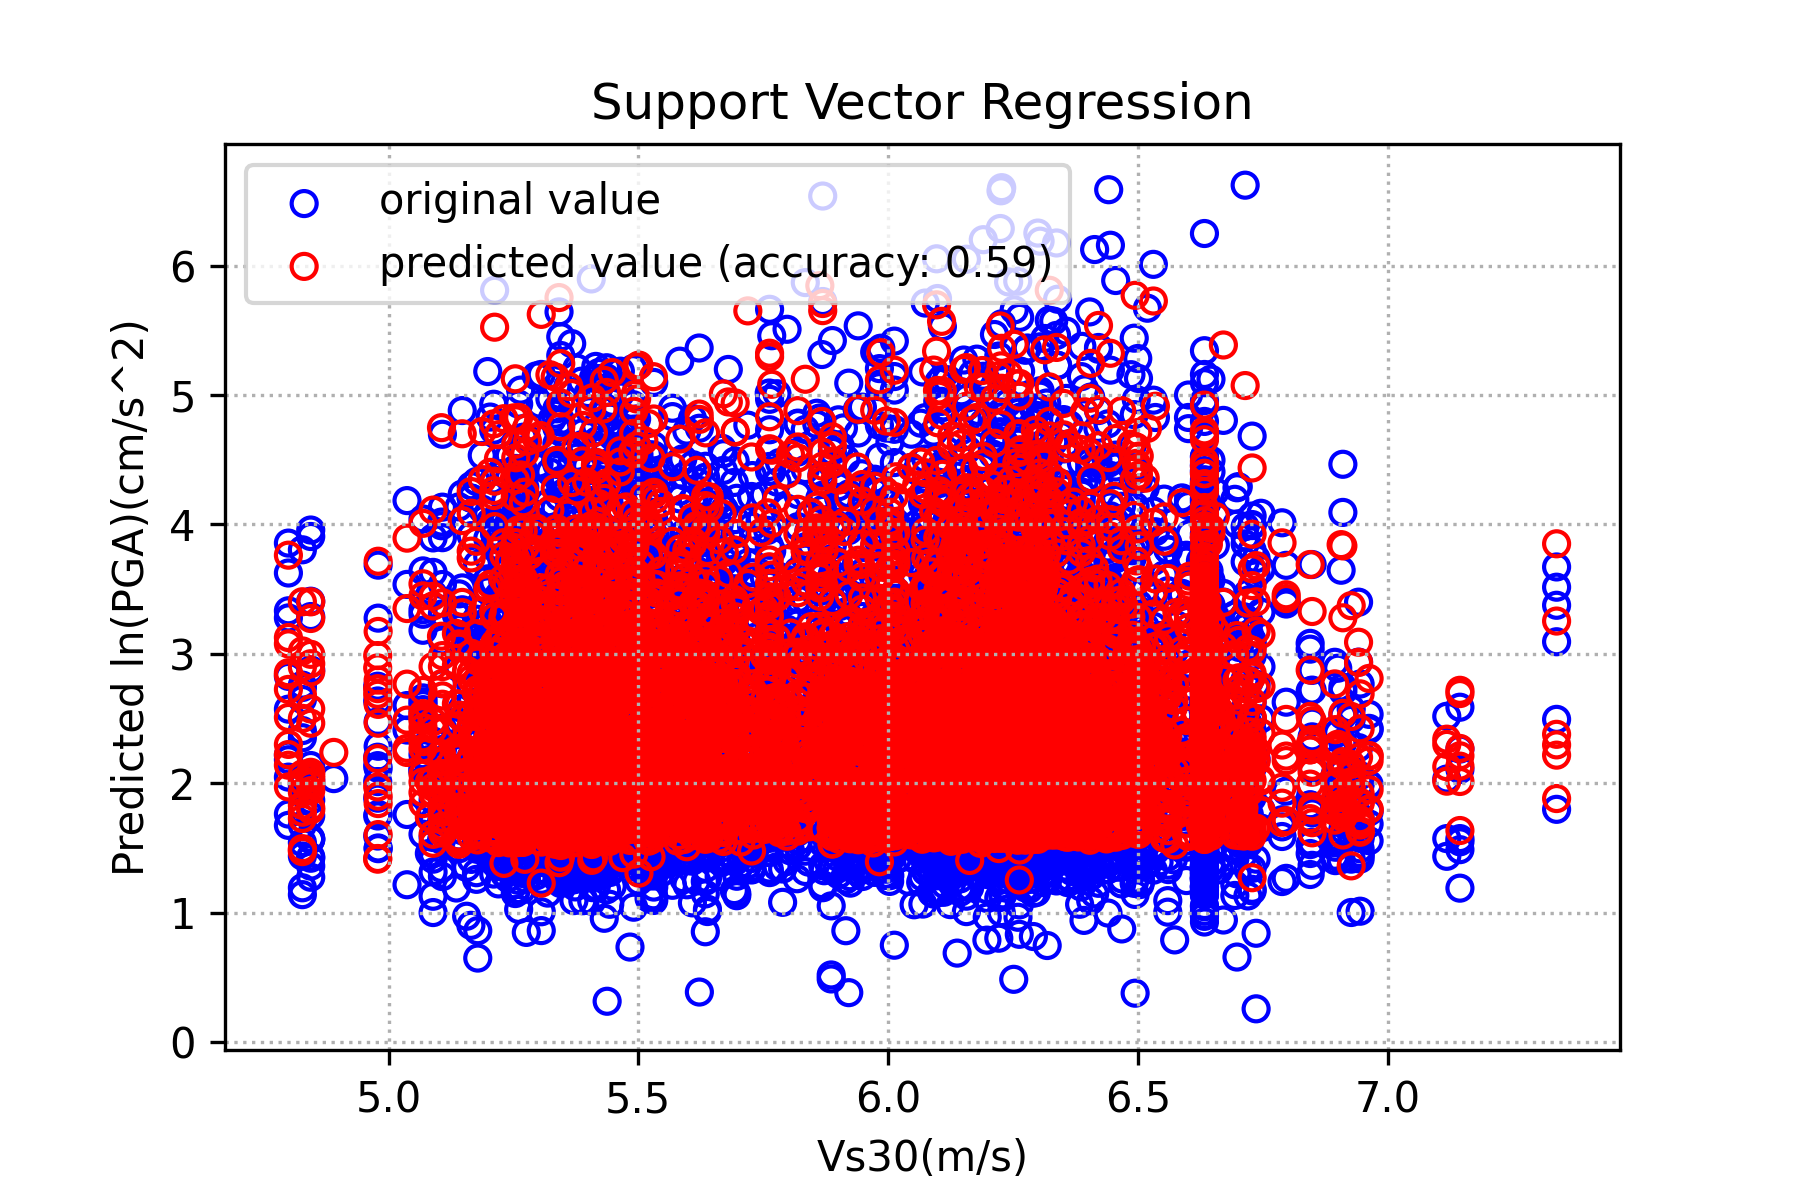 Support Vector Regression
original value
predicted value (accuracy: 0.59)
Predicted ln(PGA)(cm/s^2)
6
5
4
3
2
1
0
5.0 5.5 6.0 6.5 7.0
Vs30(m/s)